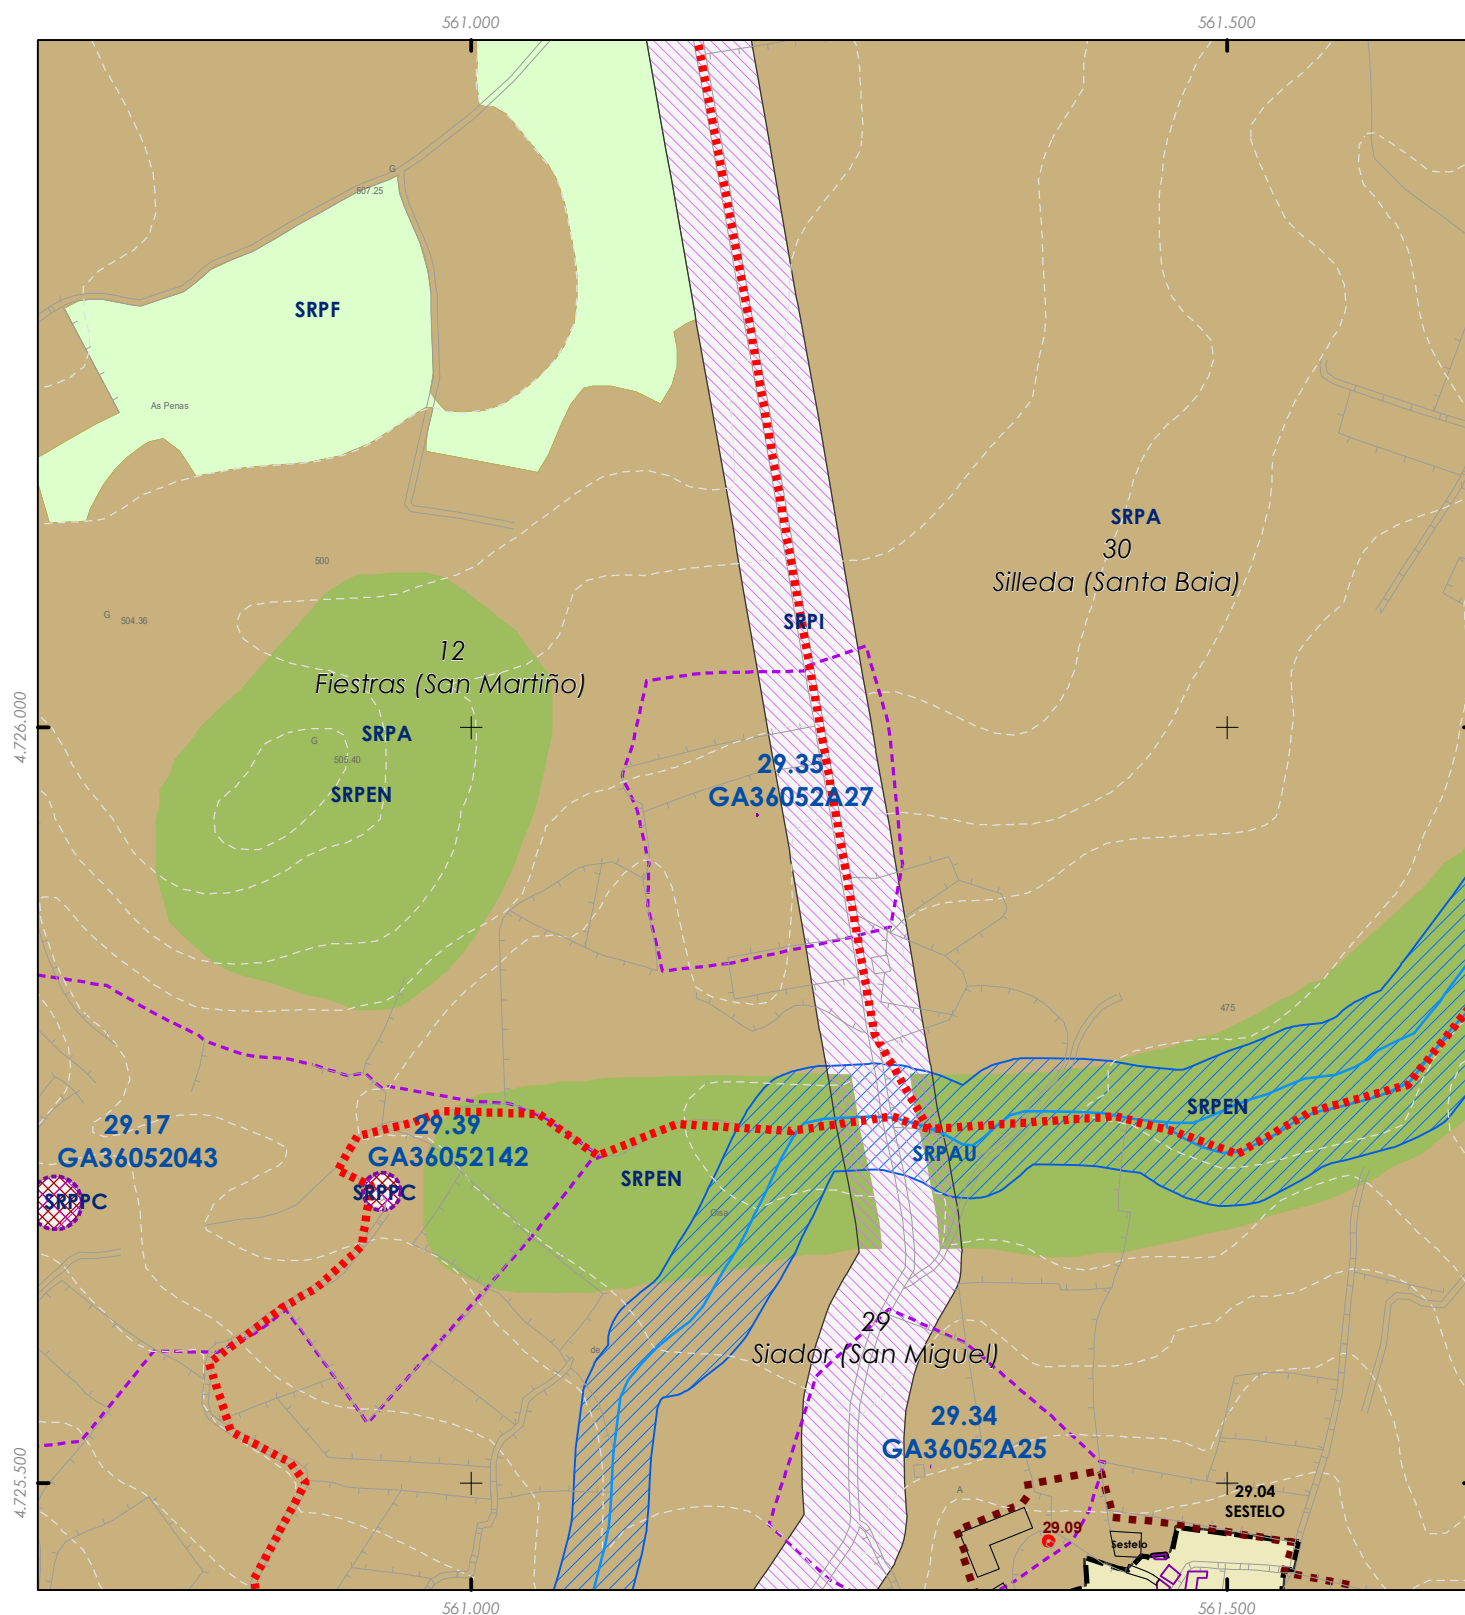 561.000
561.500
G
507.25
SRPF
As Penas
SRPA
30
Silleda (Santa Baia)
500
G
504.36
SRPI
12
Fiestras (San Martiño)
4.726.000
SRPA
G
505.40
SRPEN
29.35
GA36052A27
475
SRPEN
29.17
GA36052043
29.39
GA36052142
SRPAU
SRPEN
SRPPC
SRPPC
Oisa
29
Siador (San Miguel)
de
29.34
GA36052A25
4.725.500
A
29.04
SESTELO
29.09
Sestelo
561.000
561.500